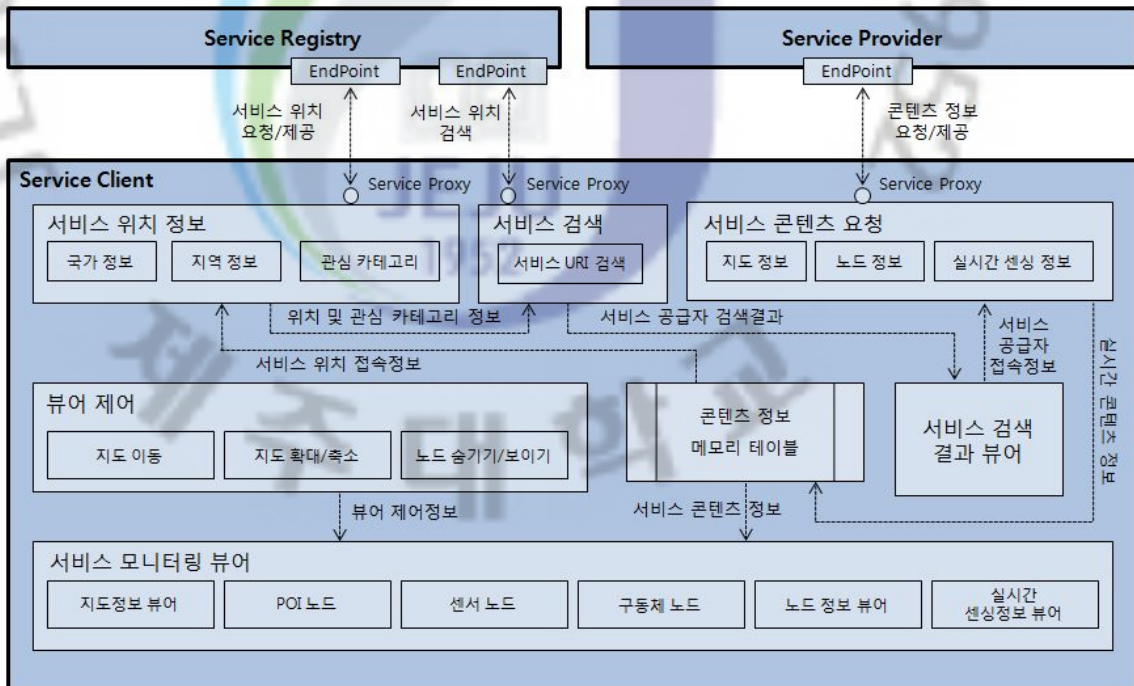 Service Registry
Service Provider
EndPoint
EndPoint
EndPoint
서비스 위치
요청/제공
서비스 위치
검색
콘텐츠 정보
요청/제공
Service Client
Service Proxy
Service Proxy
Service Proxy
서비스 위치 정보
국가 정보
지역 정보
관심 카테고리
서비스 검색
서비스 URI 검색
서비스 콘텐츠 요청
지도 정보
노드 정보
실시간 센싱 정보
위치 및 관심 카테고리 정보
서비스 공급자 검색결과
서비스
공급자
접속정보
실시간 콘텐츠 정보
서비스 위치 접속정보
뷰어 제어
지도 이동
지도 확대/축소
노드 숨기기/보이기
콘텐츠 정보
메모리 테이블
서비스 검색
결과 뷰어
뷰어 제어정보
서비스 콘텐츠 정보
서비스 모니터링 뷰어
지도정보 뷰어
POI 노드
센서 노드
구동체 노드
노드 정보 뷰어
실시간
센싱정보 뷰어
JEJU
1952
제주대학교